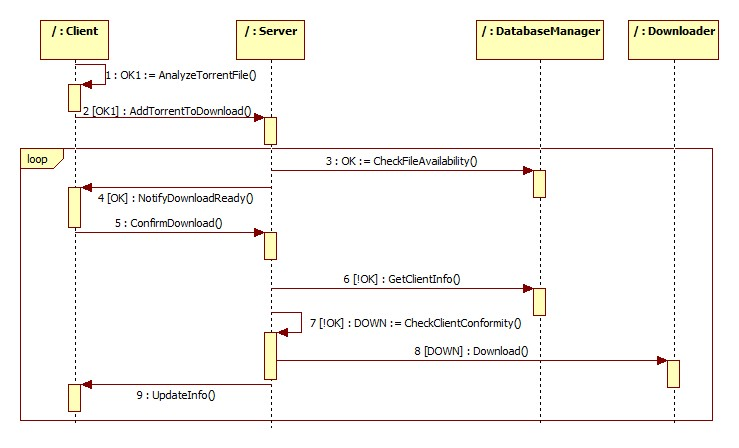 / : Client
/ : Server
/ : DatabaseManager
/ : Downloader
1 : OK1 := AnalyzeTorrentFile()
2 [OK1] : AddTorrentToDownload()
loop
3 : OK := CheckFileAvailability()
4 [OK] : NotifyDownloadReady()
5 : ConfirmDownload()
6 [!OK] : GetClientInfo()
7 [!OK] : DOWN := CheckClientConformity()
8 [DOWN] : Download()
9 : UpdateInfo()